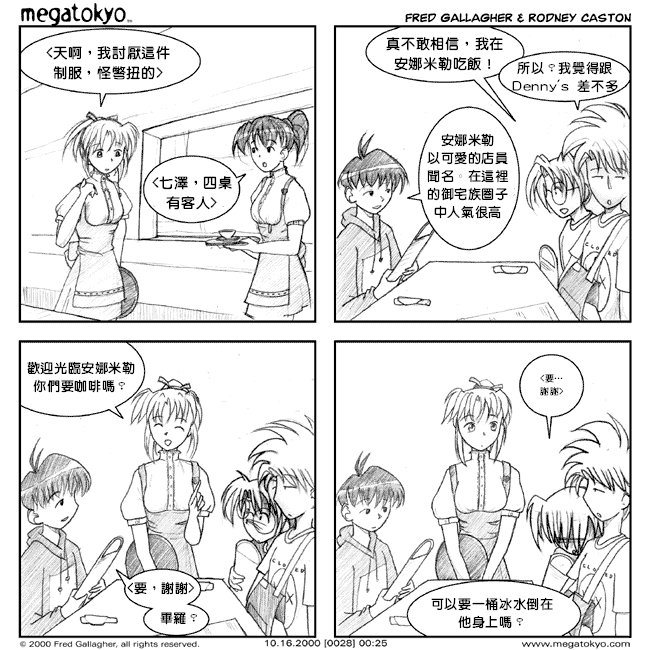 megatokyo™
FRED GALLAGHER & RODNEY CASTON
<天啊，我討厭這件
制服，怪彆扭的>
<七澤，四桌
有客人>
真不敢相信，我在
安娜米勒吃飯！
所以？我覺得跟
Denny's 差不多
安娜米勒
以可愛的店員
聞名。在這裡
的御宅族圈子
中人氣很高
歡迎光臨安娜米勒
你們要咖啡嗎？
<要，謝謝>
畢羅？
<要…
謝謝>
可以要一桶冰水倒在
他身上嗎？
© 2000 Fred Gallagher, all rights reserved.
10.16.2000 [0028] 00:25
www.megatokyo.com